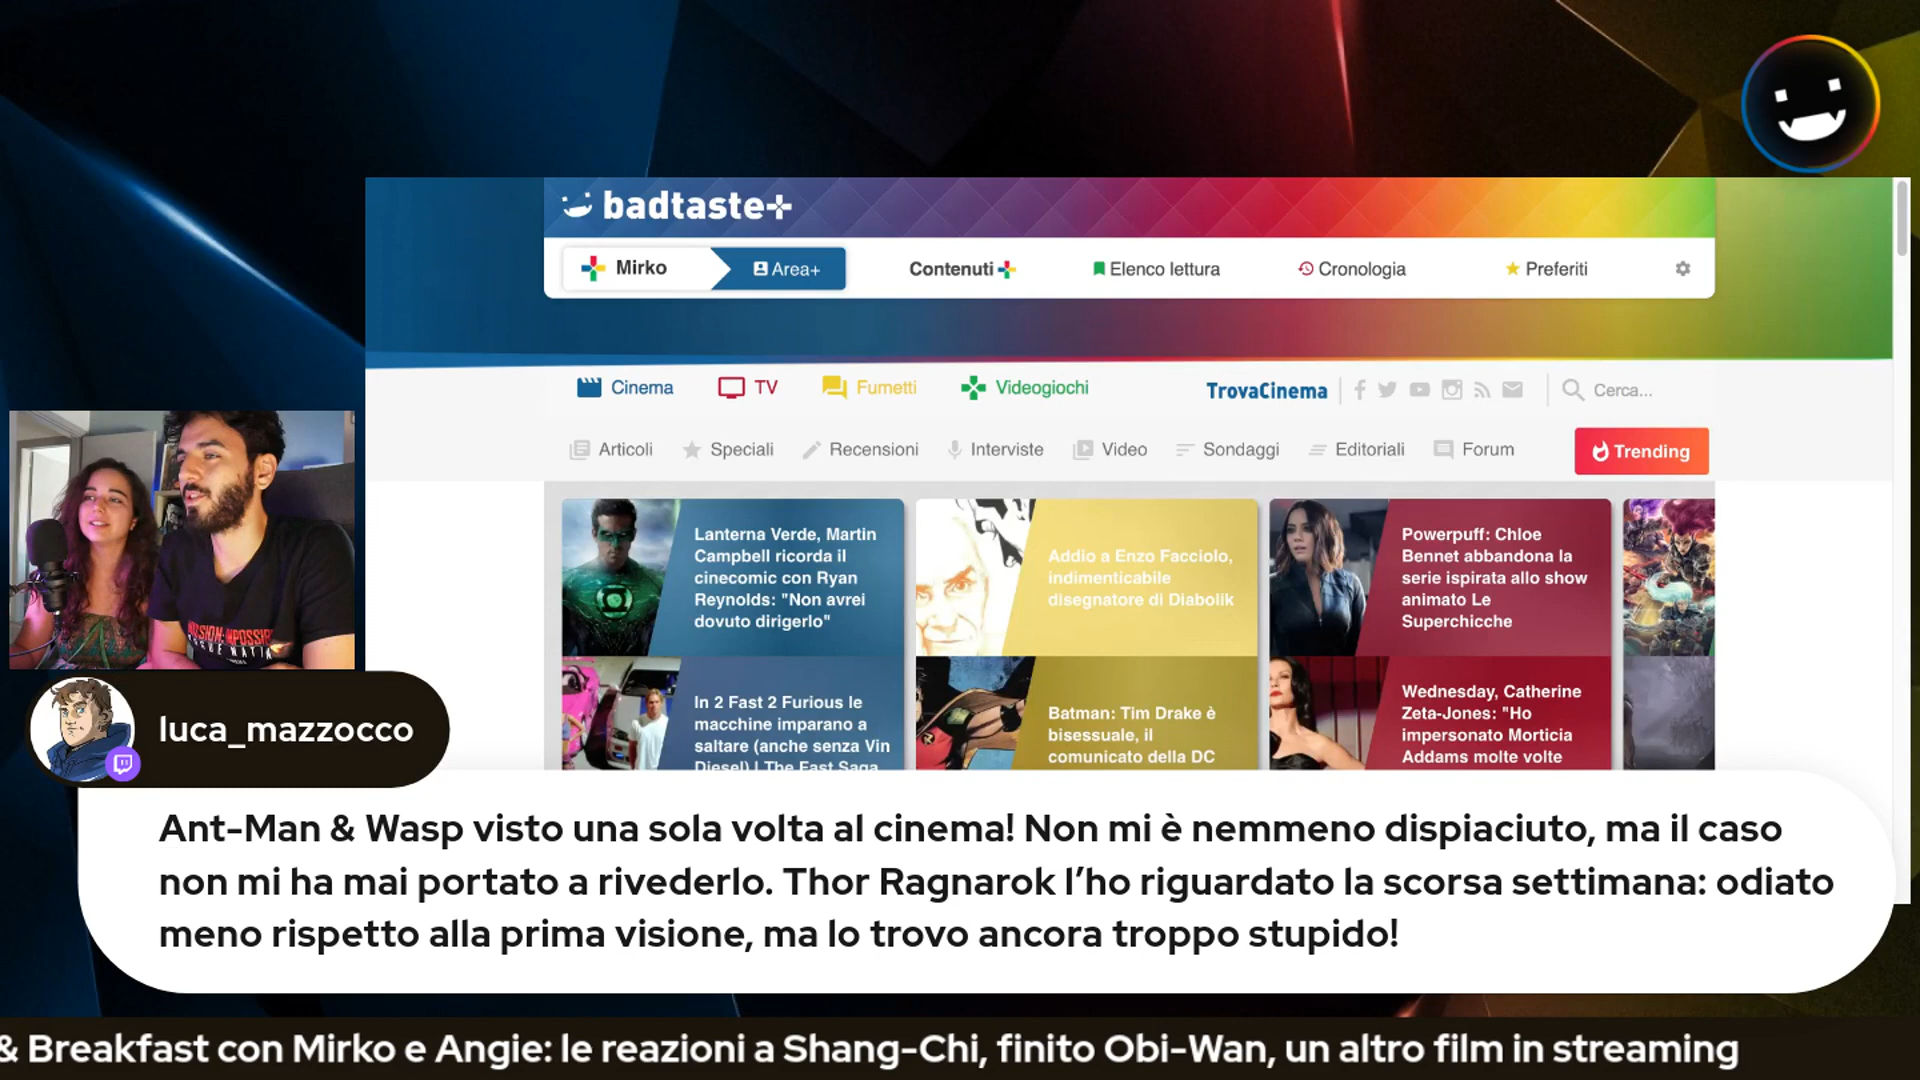 badtaste+
Mirko
Area+
Contenuti
Elenco lettura
Cronologia
Preferiti
Cinema
TV
Fumetti
Videogiochi
TrovaCinema
Cerca...
Articoli
Speciali
Recensioni
Interviste
Video
Sondaggi
Editoriali
Forum
Trending
Lanterna Verde, Martin
Campbell ricorda il
cinecomic con Ryan
Reynolds: "Non avrei
dovuto dirigerlo"
Addio a Enzo Facciolo,
indimenticabile
disegnatore di Diabolik
Powerpuff: Chloe
Bennet abbandona la
serie ispirata allo show
animato Le
Superchicche
In 2 Fast 2 Furious le
macchine imparano a
saltare (anche senza Vin
Diesel) | The Fast Saga
Batman: Tim Drake è
bisessuale, il
comunicato della DC
Wednesday, Catherine
Zeta-Jones: "Ho
impersonato Morticia
Addams molte volte
luca_mazzocco
Ant-Man & Wasp visto una sola volta al cinema! Non mi è nemmeno dispiaciuto, ma il caso
non mi ha mai portato a rivederlo. Thor Ragnarok l’ho riguardato la scorsa settimana: odiato
meno rispetto alla prima visione, ma lo trovo ancora troppo stupido!
& Breakfast con Mirko e Angie: le reazioni a Shang-Chi, finito Obi-Wan, un altro film in streaming